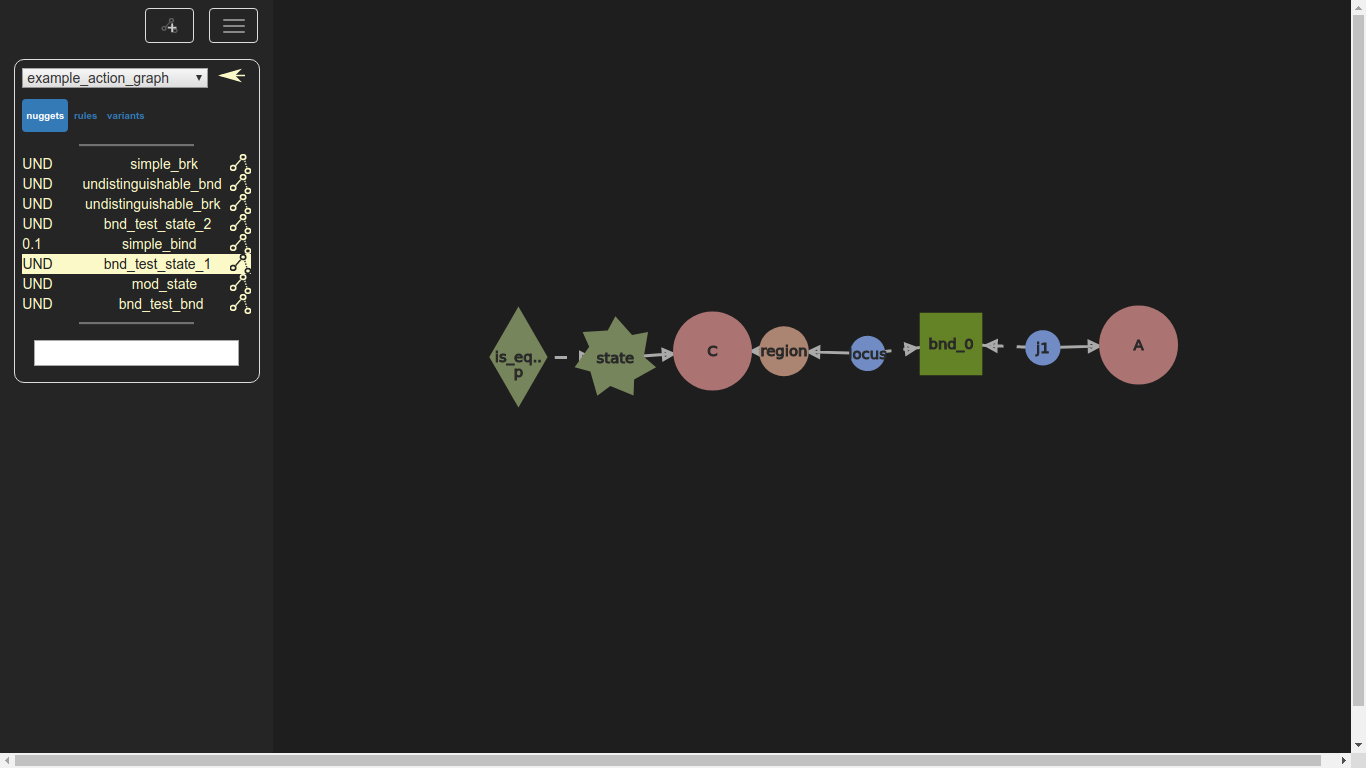 example_action_graph
nuggets rules variants
UND simple_brk
UND undistinguishable_bnd
UND undistinguishable_brk
UND bnd_test_state_2
0.1 simple_bind
UND bnd_test_state_1
UND mod_state
UND bnd_test_bnd
is_eq..
p
state
C
region
ocus
bnd_0
j1
A